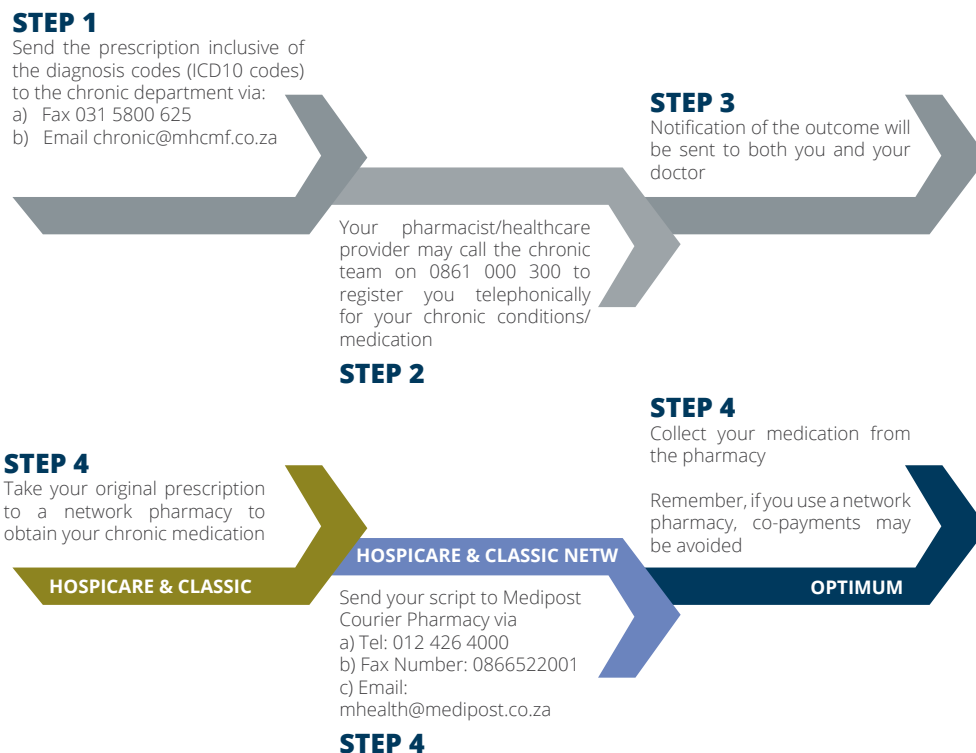 STEP 1
Send the prescription inclusive of
the diagnosis codes (ICD10 codes)
to the chronic department via:
a) Fax 031 5800 625
b) Email chronic@mhcmf.co.za
Your pharmacist/healthcare
provider may call the chronic
team on 0861 000 300 to
register you telephonically
for your chronic conditions/
medication
STEP 2
STEP 3
Notification of the outcome will
be sent to both you and your
doctor
STEP 4
Take your original prescription
to a network pharmacy to
obtain your chronic medication
HOSPICARE & CLASSIC
HOSPICARE & CLASSIC NETW
Send your script to Medipost
Courier Pharmacy via
a) Tel: 012 426 4000
b) Fax Number: 0866522001
c) Email:
mhealth@medipost.co.za
STEP 4
STEP 4
Collect your medication from
the pharmacy
Remember, if you use a network
pharmacy, co-payments may
be avoided
OPTIMUM